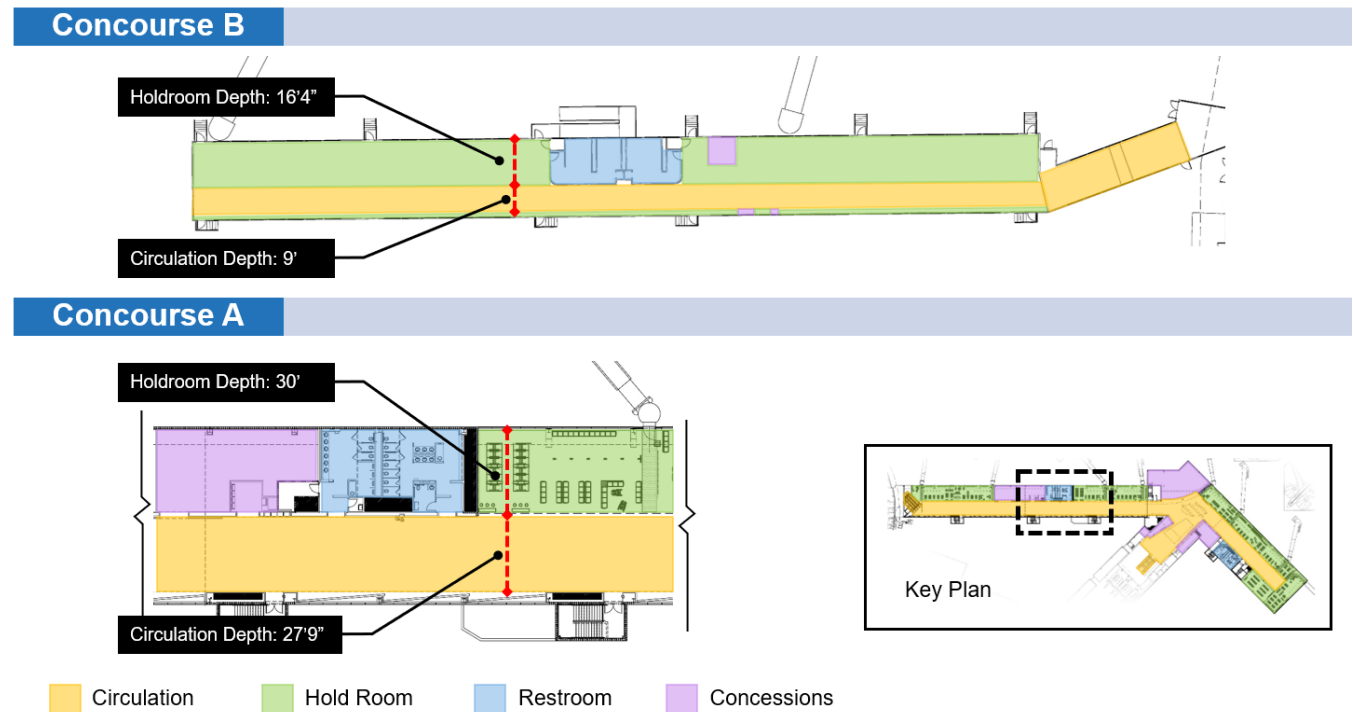 Concourse B
Holdroom Depth: 16'4”
Circulation Depth: 9’
Concourse A
Holdroom Depth: 30’
Circulation Depth: 27’9”
Key Plan
Circulation
Hold Room
Restroom
Concessions